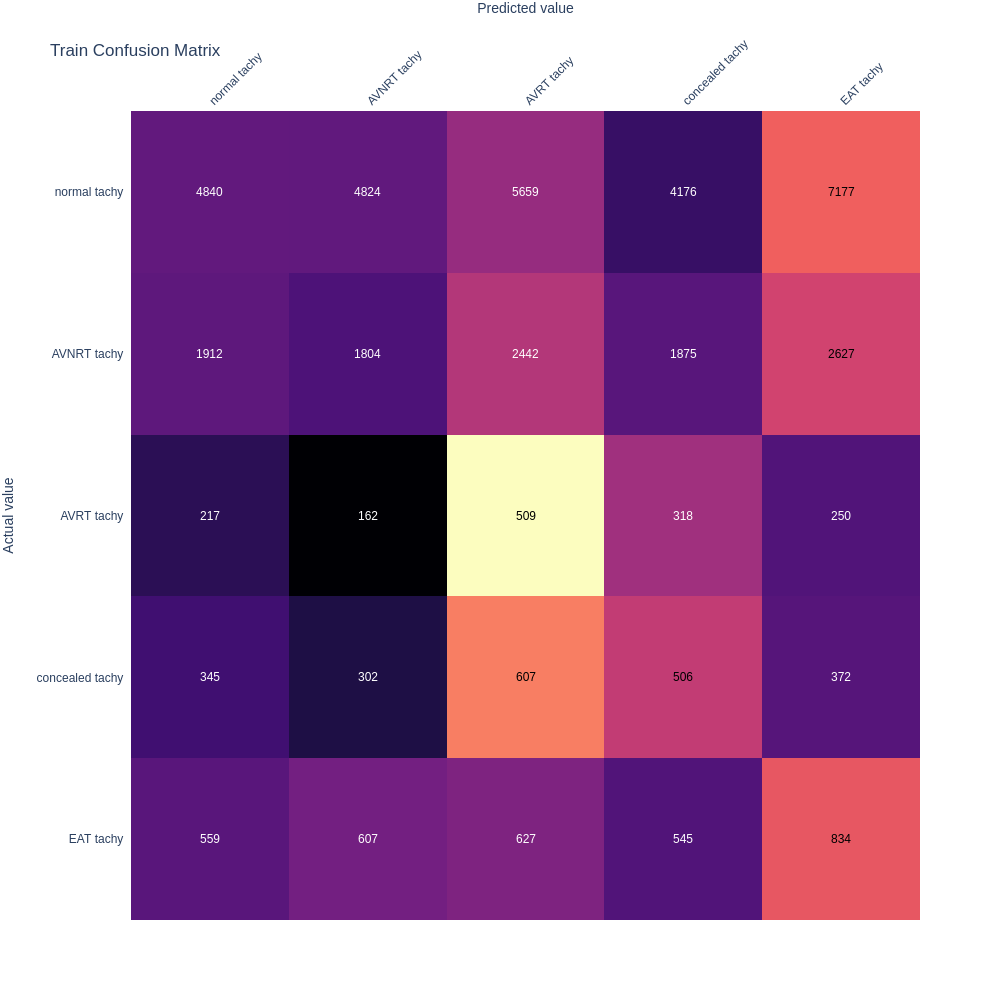 Predicted value
Train Confusion Matrix
normal tachy
AVNRT tachy
AVRT tachy
concealed tachy
EAT tachy
normal tachy 4840 4824 5659 4176 7177
AVNRT tachy 1912 1804 2442 1875 2627
Actual value
AVRT tachy 217 162 509 318 250
concealed tachy 345 302 607 506 372
EAT tachy 559 607 627 545 834